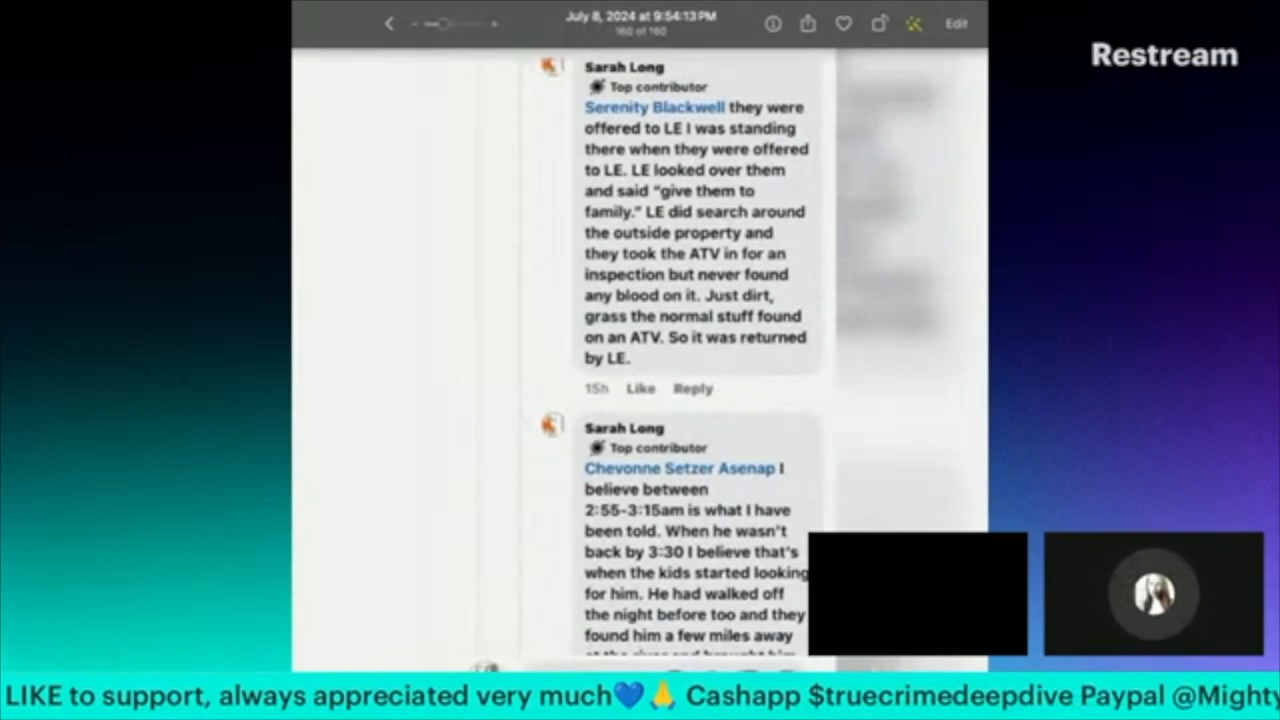 July 8, 2024 at 9:54:13 PM
160 of 160
Edit
Restream
Sarah Long
Top contributor
Serenity Blackwell they were
offered to LE I was standing
there when they were offered
to LE. LE looked over them
and said “give them to
family.” LE did search around
the outside property and
they took the ATV in for an
inspection but never found
any blood on it. Just dirt,
grass the normal stuff found
on an ATV. So it was returned
by LE.
15h Like Reply
Sarah Long
Top contributor
Chevonne Setzer Asenap I
believe between
2:55-3:15am is what I have
been told. When he wasn't
back by 3:30 I believe that's
when the kids started looking
for him. He had walked off
the night before too and they
found him a few miles away
LIKE to support, always appreciated very much💙🙏 Cashapp $truecrimedeepdive Paypal @Mighty